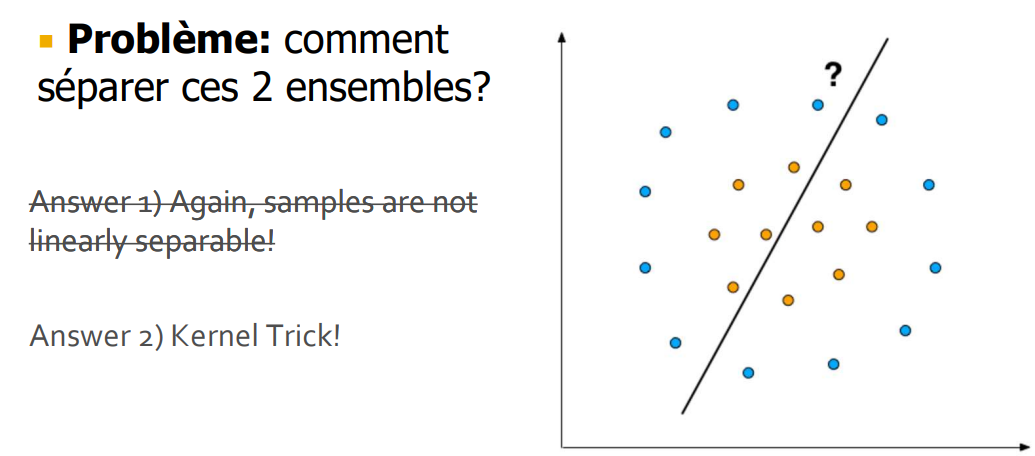 Problème: comment
séparer ces 2 ensembles?
Answer 1) Again, samples are not
linearly separable!
Answer 2) Kernel Trick!
?